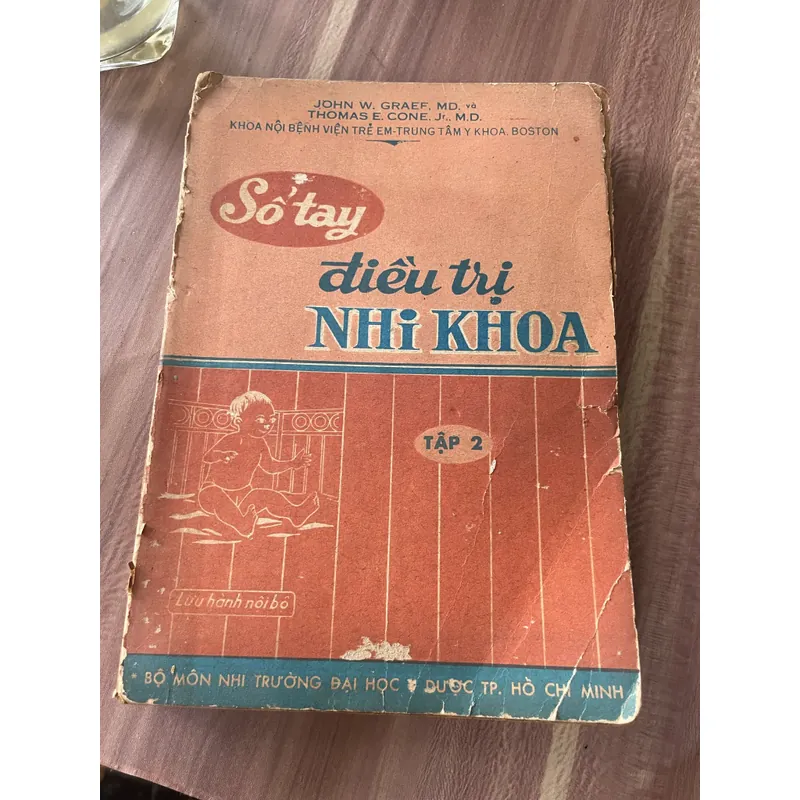 JOHN W. GRAEF, MD. và
THOMAS E. CONE, Jr., M.D.
KHOA NỘI BỆNH VIỆN TRẺ EM-TRUNG TÂM Y KHOA, BOSTON
Sổ tay
điều trị
NHi KHOA
TẬP 2
Lưu hành nội bộ
BỘ MÔN NHI TRƯỜNG ĐẠI HỌC Y DƯỢC TP. HỒ CHÍ MINH